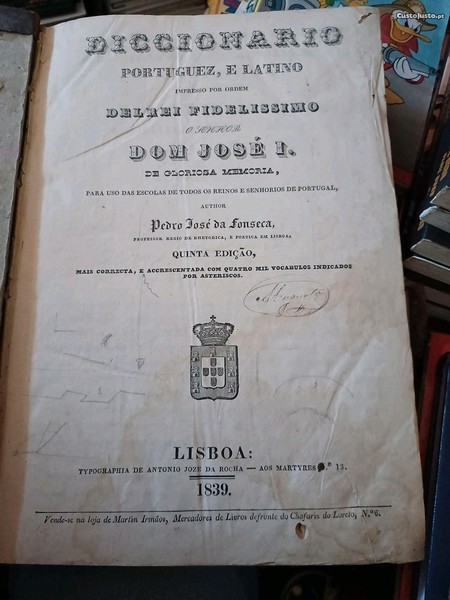 CustoJusto.pt
DICCIONARIO
PORTUGUEZ, E LATINO
IMPRESSO POR ORDEM
DELREI FIDELISSIMO
O SENHOR
DOM JOSÉ I.
DE GLORIOSA MEMORIA,
PARA USO DAS ESCOLAS DE TODOS OS REINOS E SENHORIOS DE PORTUGAL,
AUTHOR
Pedro José da Fonseca,
PROFESSOR REGIO DE RHETORICA, E POETICA EM LISBOA.
QUINTA EDIÇÃO,
MAIS CORRECTA, E ACCRESCENTADA COM QUATRO MIL VOCABULOS INDICADOS
POR ASTERISCOS.
LISBOA:
TYPOGRAPHIA DE ANTONIO JOZE DA ROCHA — AOS MARTYRES 13.
1839.
Vende-se na loja de Martin Irmãos, Mercadores de Livros defronte do Chafariz do Loreto, N.º 6.